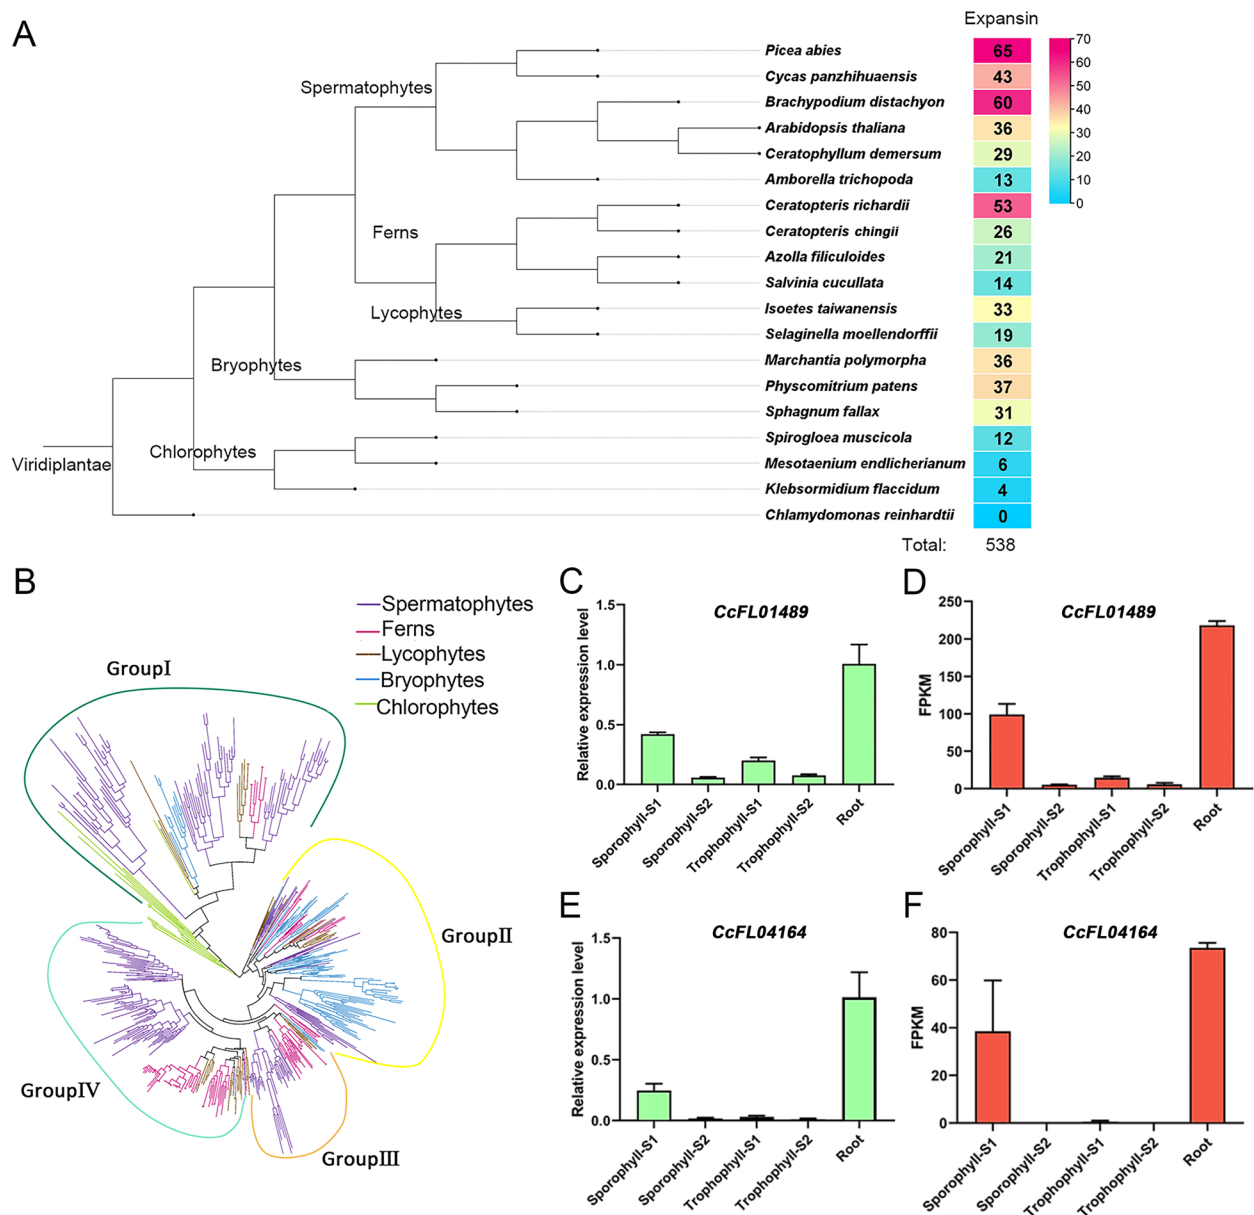 A
Expansin
Spermatophytes
Ferns
Lycophytes
Bryophytes
Chlorophytes
Viridiplantae
Picea abies 65
Cycas panzhihuaensis 43
Brachypodium distachyon 60
Arabidopsis thaliana 36
Ceratophyllum demersum 29
Amborella trichopoda 13
Ceratopteris richardii 53
Ceratopteris chingii 26
Azolla filiculoides 21
Salvinia cucullata 14
Isoetes taiwanensis 33
Selaginella moellendorffii 19
Marchantia polymorpha 36
Physcomitrium patens 37
Sphagnum fallax 31
Spirogloea muscicola 12
Mesotaenium endlicherianum 6
Klebsormidium flaccidum 4
Chlamydomonas reinhardtii 0
Total: 538
70
60
50
40
30
20
10
0
B
Spermatophytes
Ferns
Lycophytes
Bryophytes
Chlorophytes
GroupI
GroupII
GroupIII
GroupIV
C
CcFL01489
Relative expression level
1.5
1.0
0.5
0.0
Sporophyll-S1
Sporophyll-S2
Trophophyll-S1
Trophophyll-S2
Root
D
CcFL01489
FPKM
250
200
150
100
50
0
Sporophyll-S1
Sporophyll-S2
Trophophyll-S1
Trophophyll-S2
Root
E
CcFL04164
Relative expression level
1.5
1.0
0.5
0.0
Sporophyll-S1
Sporophyll-S2
Trophophyll-S1
Trophophyll-S2
Root
F
CcFL04164
FPKM
80
60
40
20
0
Sporophyll-S1
Sporophyll-S2
Trophophyll-S1
Trophophyll-S2
Root